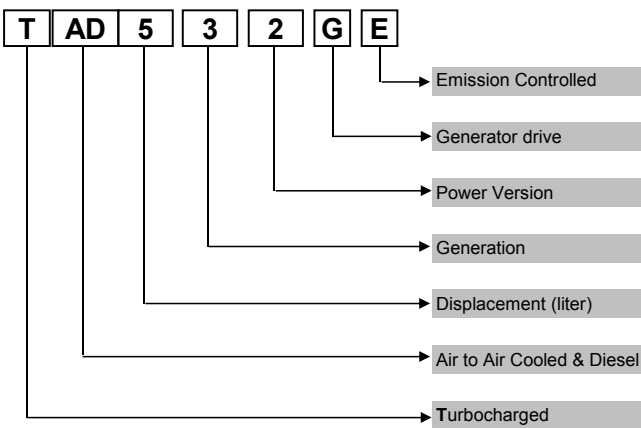 T AD 5 3 2 G E
Emission Controlled
Generator drive
Power Version
Generation
Displacement (liter)
Air to Air Cooled & Diesel
Turbocharged